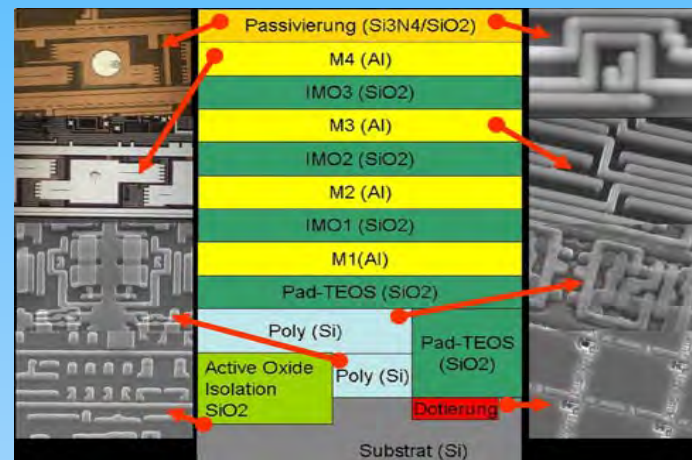 Passivierung (Si3N4/SiO2)
M4 (Al)
IMO3 (SiO2)
M3 (Al)
IMO2 (SiO2)
M2 (Al)
IMO1 (SiO2)
M1(Al)
Pad-TEOS (SiO2)
Poly (Si)
Pad-TEOS
(SiO2)
Active Oxide
Isolation
SiO2
Poly (Si)
Dotierung
Substrat (Si)